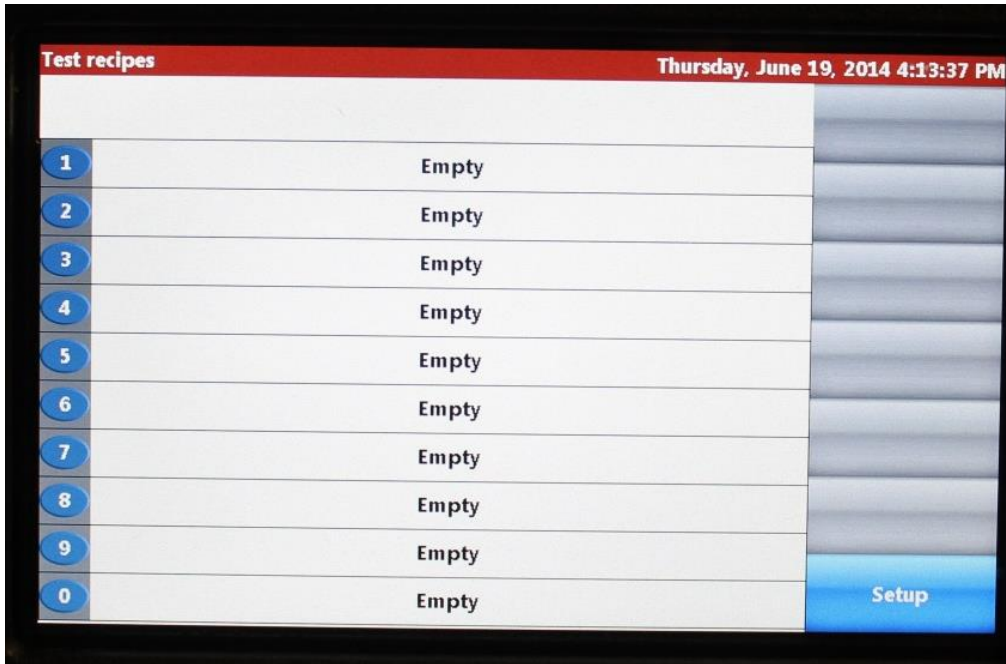 Test recipes
Thursday, June 19, 2014 4:13:37 PM
1 Empty
2 Empty
3 Empty
4 Empty
5 Empty
6 Empty
7 Empty
8 Empty
9 Empty
0 Empty
Setup